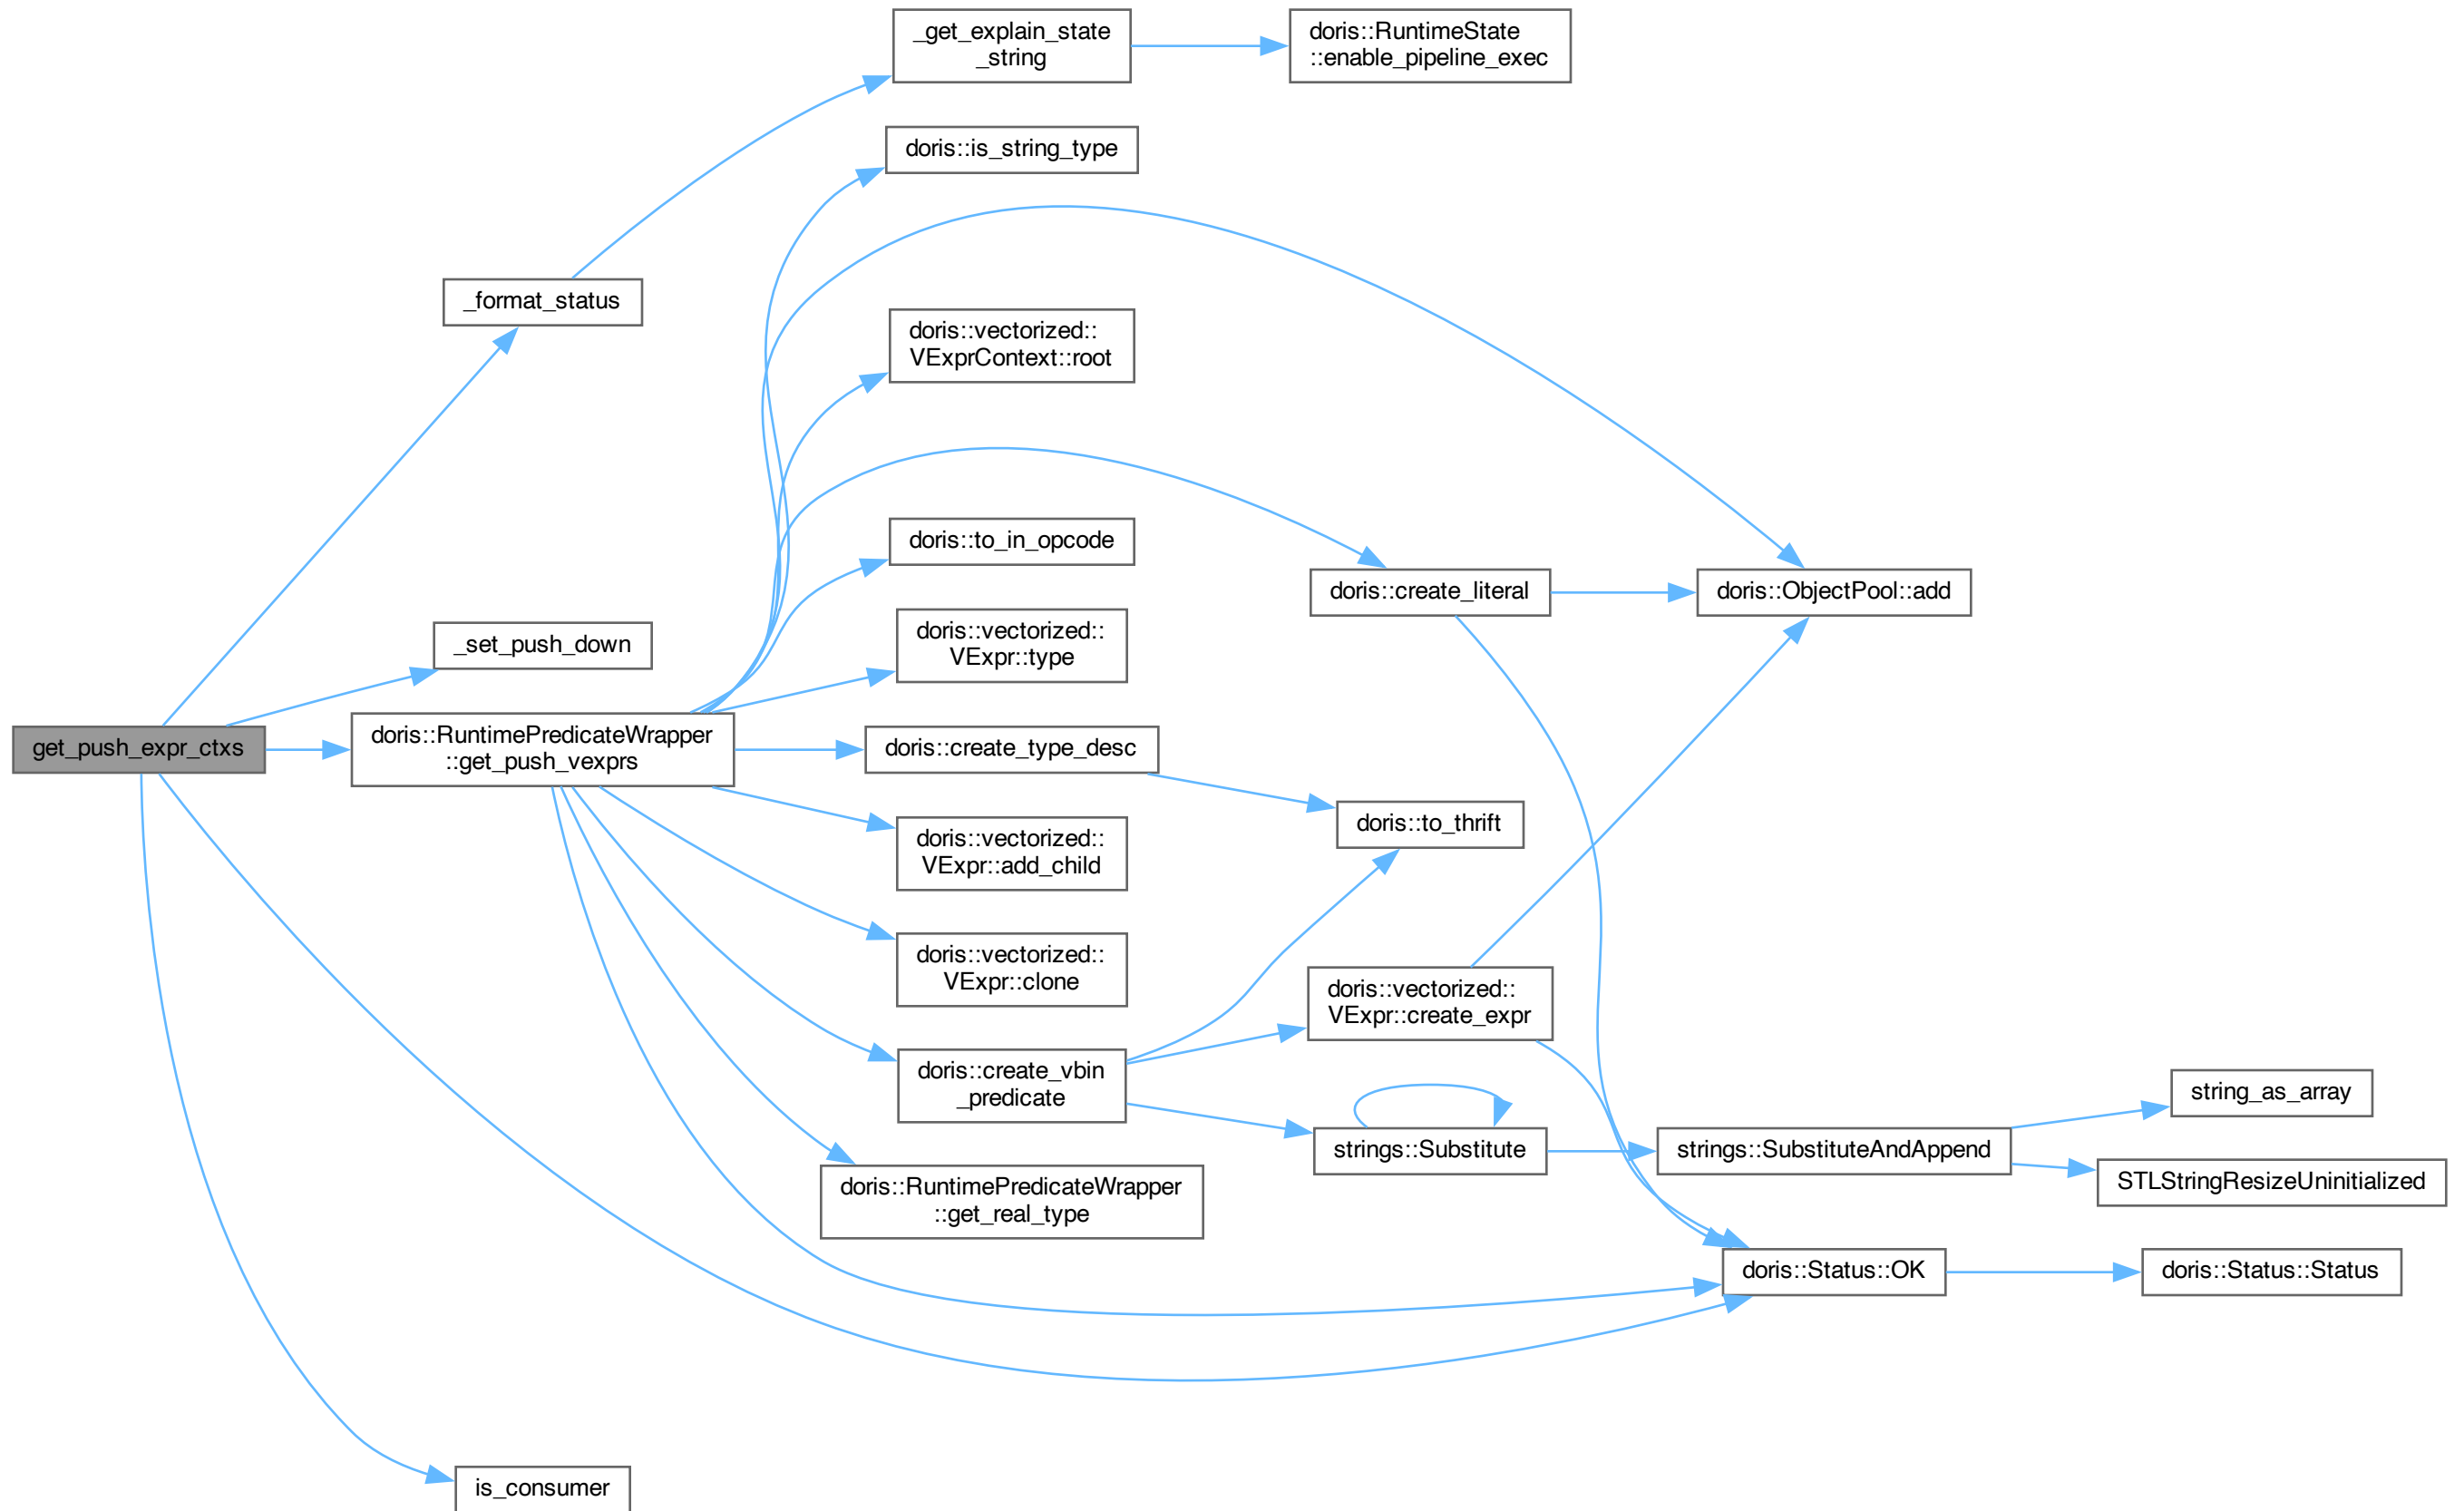 _get_explain_state
_string
doris::RuntimeState
::enable_pipeline_exec
doris::is_string_type
_format_status
doris::vectorized::
VExprContext::root
doris::to_in_opcode
doris::create_literal
doris::ObjectPool::add
_set_push_down
doris::vectorized::
VExpr::type
get_push_expr_ctxs
doris::RuntimePredicateWrapper
::get_push_vexprs
doris::create_type_desc
doris::to_thrift
doris::vectorized::
VExpr::add_child
doris::vectorized::
VExpr::clone
doris::vectorized::
VExpr::create_expr
doris::create_vbin
_predicate
string_as_array
strings::Substitute
strings::SubstituteAndAppend
STLStringResizeUninitialized
doris::RuntimePredicateWrapper
::get_real_type
doris::Status::OK
doris::Status::Status
is_consumer